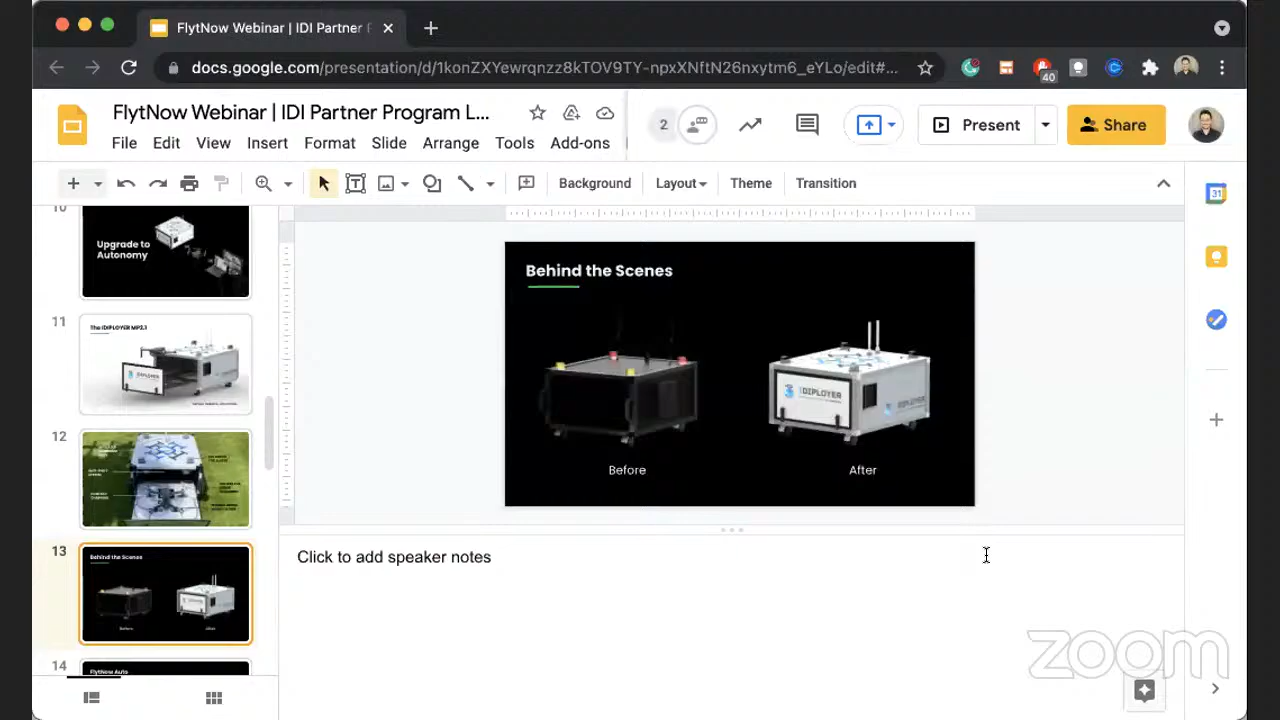 FlytNow Webinar | IDI Partner f
docs.google.com/presentation/d/1konZXYewrqnzz8kTOV9TY-npxXNftN26nxytm6_eYLo/edit#...
40
FlytNow Webinar | IDI Partner Program L...
File Edit View Insert Format Slide Arrange Tools Add-ons
2
Present
Share
Background Layout Theme Transition
31
10
Upgrade to
Autonomy
11
The IDIPLOYER MP2.1
IDIPLOYER
12
13
Behind the Scenes
Before After
14
FlytNow Auto
Behind the Scenes
IDIPLOYER
Before After
Click to add speaker notes
zoom